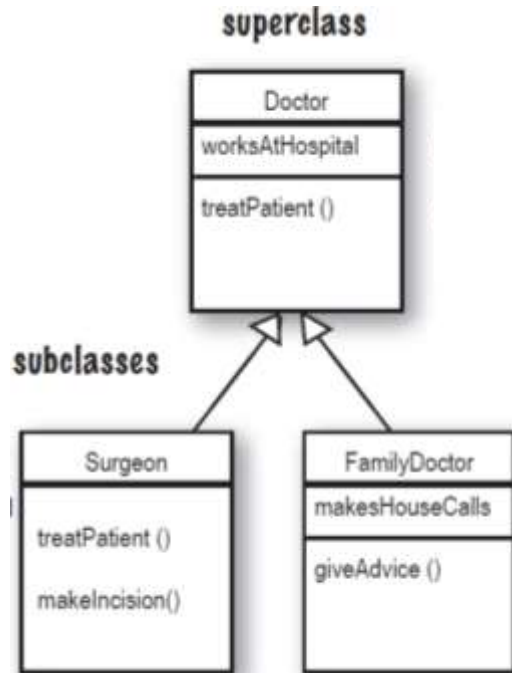 superclass
Doctor
worksAtHospital
treatPatient ()
subclasses
Surgeon
treatPatient ()
makeIncision()
FamilyDoctor
makesHouseCalls
giveAdvice ()